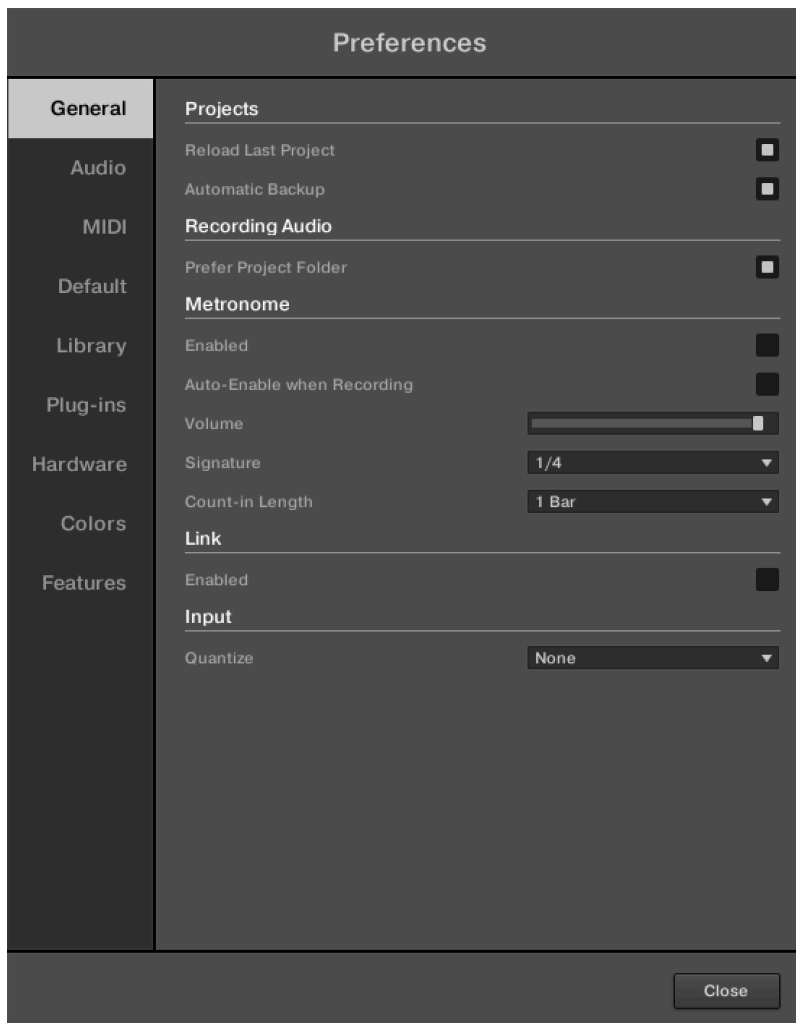 Preferences
General
Audio
MIDI
Default
Library
Plug-ins
Hardware
Colors
Features
Projects
Reload Last Project
Automatic Backup
Recording Audio
Prefer Project Folder
Metronome
Enabled
Auto-Enable when Recording
Volume
Signature 1/4
Count-in Length 1 Bar
Link
Enabled
Input
Quantize None
Close